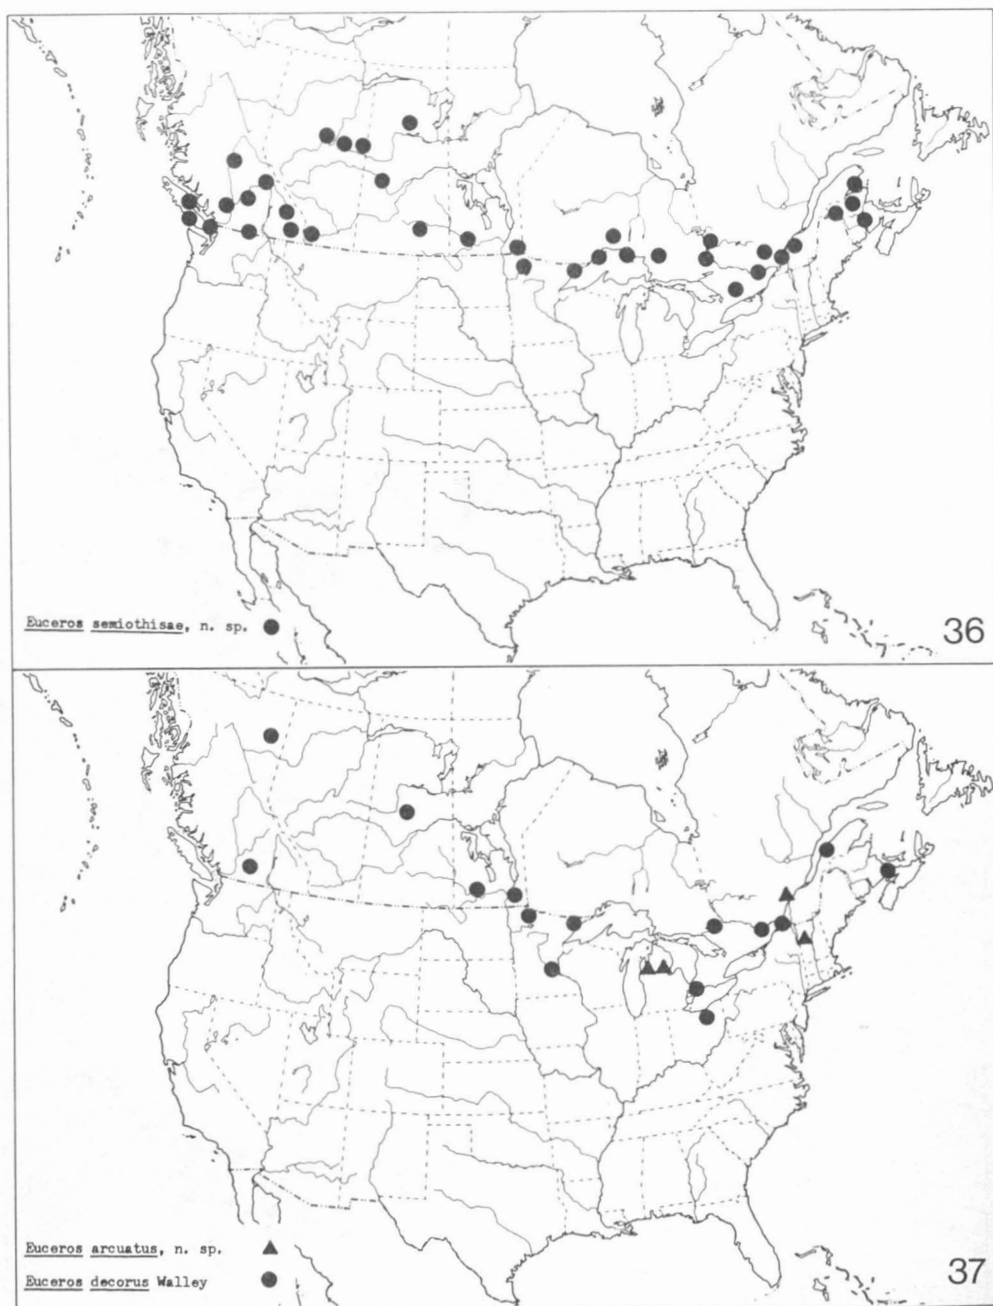 Euceros semiothisae, n. sp.
36
Euceros arcuatus, n. sp.
Euceros decorus Walley
37